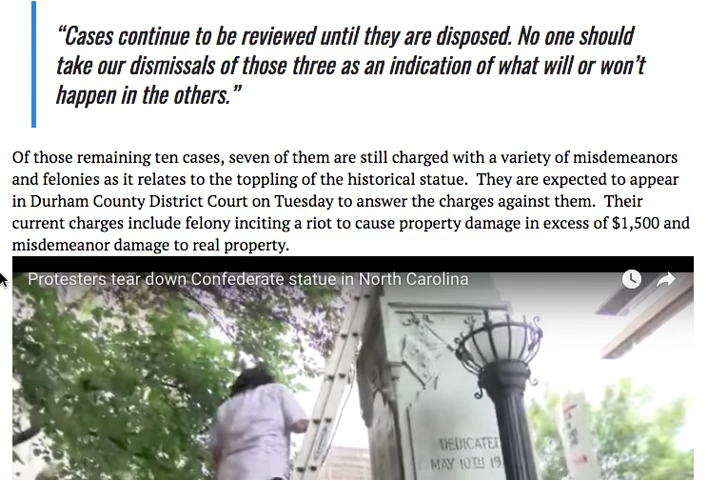 “Cases continue to be reviewed until they are disposed. No one should
take our dismissals of those three as an indication of what will or won’t
happen in the others.”
Of those remaining ten cases, seven of them are still charged with a variety of misdemeanors
and felonies as it relates to the toppling of the historical statue.  They are expected to appear
in Durham County District Court on Tuesday to answer the charges against them.  Their
current charges include felony inciting a riot to cause property damage in excess of $1,500 and
misdemeanor damage to real property.
Protesters tear down Confederate statue in North Carolina
DEDICATED
MAY 10TH 19